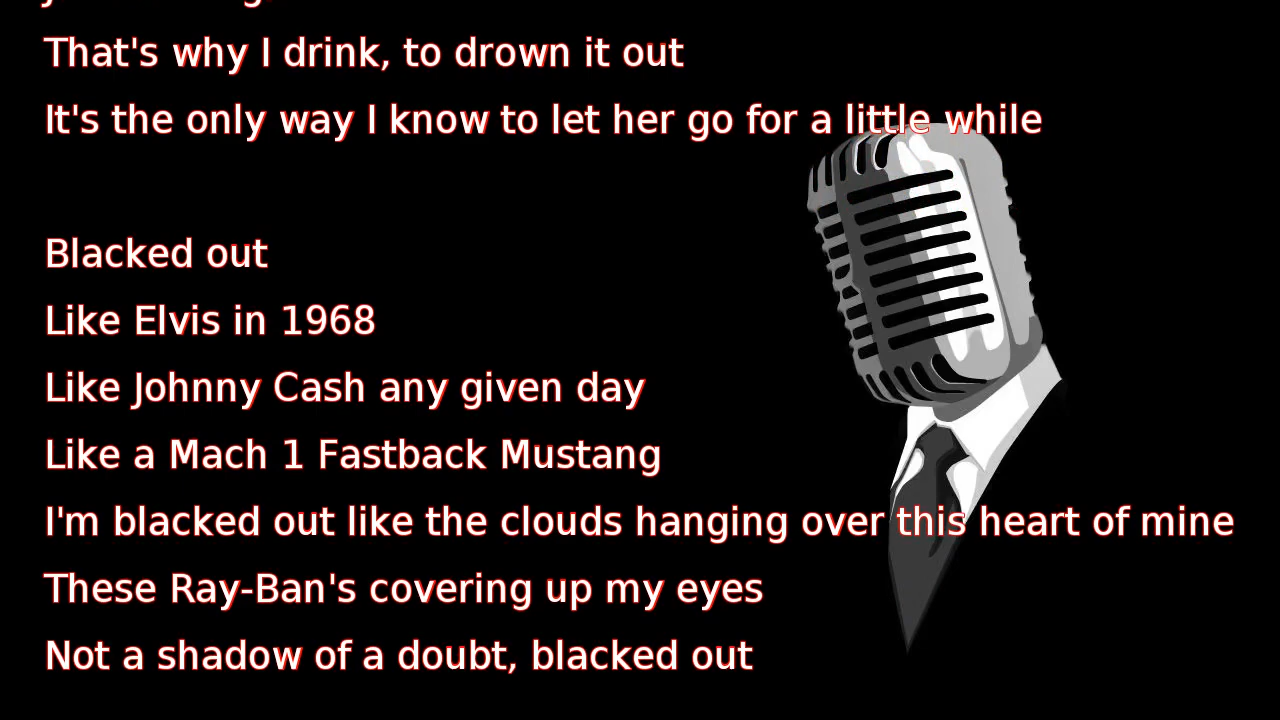 That's why I drink, to drown it out
It's the only way I know to let her go for a little while
Blacked out
Like Elvis in 1968
Like Johnny Cash any given day
Like a Mach 1 Fastback Mustang
I'm blacked out like the clouds hanging over this heart of mine
These Ray-Ban's covering up my eyes
Not a shadow of a doubt, blacked out